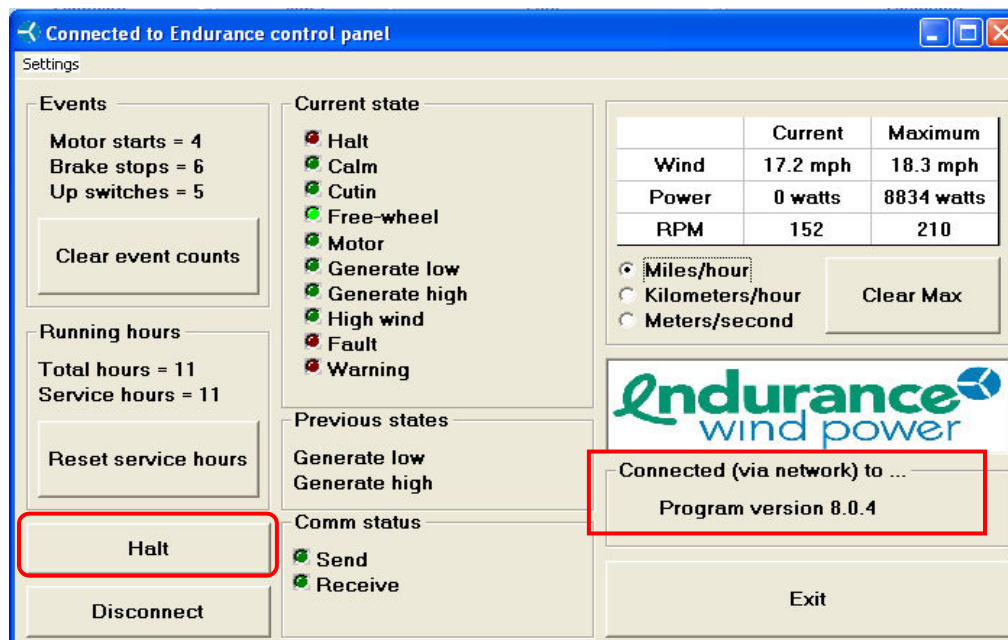 Connected to Endurance control panel
Settings
Events
Motor starts = 4
Brake stops = 6
Up switches = 5
Clear event counts
Running hours
Total hours = 11
Service hours = 11
Reset service hours
Halt
Disconnect
Current state
Halt
Calm
Cutin
Free-wheel
Motor
Generate low
Generate high
High wind
Fault
Warning
Previous states
Generate low
Generate high
Comm status
Send
Receive
Current Maximum
Wind 17.2 mph 18.3 mph
Power 0 watts 8834 watts
RPM 152 210
Miles/hour
Kilometers/hour
Meters/second
Clear Max
endurance
wind power
Connected (via network) to ...
Program version 8.0.4
Exit